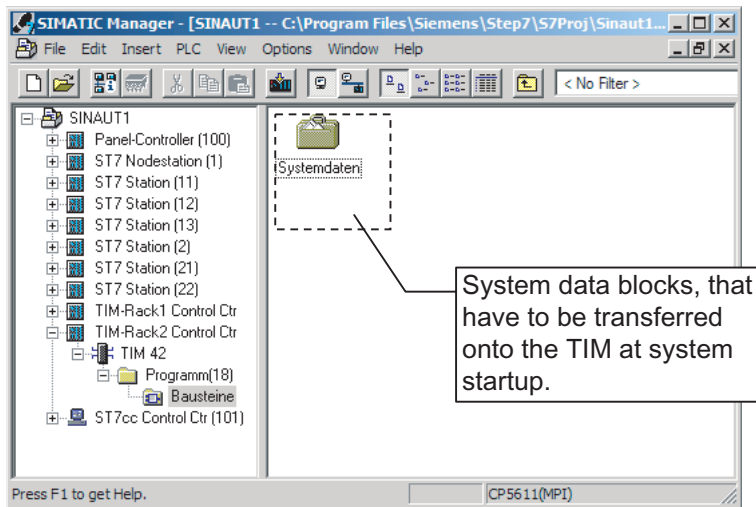 SIMATIC Manager - [SINAUT1 -- C:\Program Files\Siemens\Step7\S7Proj\Sinaut1...
File Edit Insert PLC View Options Window Help
< No Filter >
SINAUT1
Panel-Controller (100)
ST7 Nodestation (1)
ST7 Station (11)
ST7 Station (12)
ST7 Station (13)
ST7 Station (2)
ST7 Station (21)
ST7 Station (22)
TIM-Rack1 Control Ctr
TIM-Rack2 Control Ctr
TIM 42
Programm(18)
Bausteine
ST7cc Control Ctr (101)
Systemdaten
System data blocks, that
have to be transferred
onto the TIM at system
startup.
Press F1 to get Help.
CP5611(MPI)